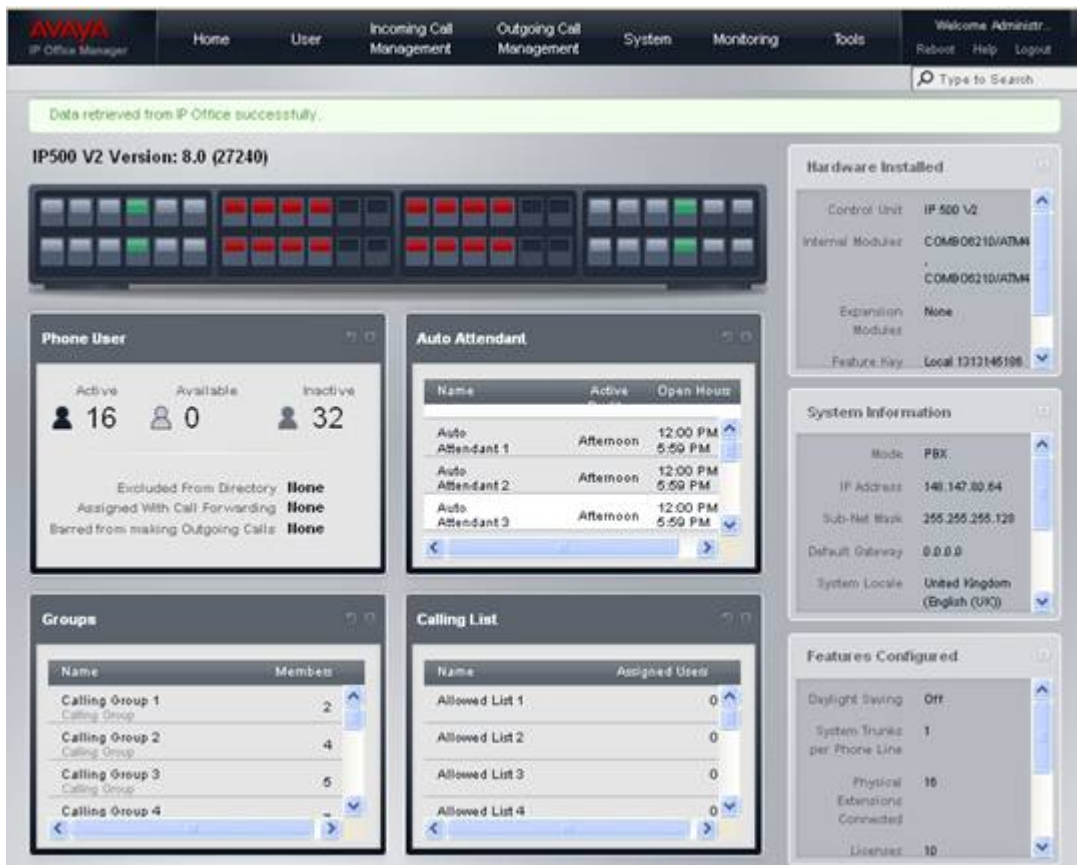 AVAYA
IP Office Manager
Home
User
Incoming Call
Management
Outgoing Call
Management
System
Monitoring
Tools
Welcome Administr...
Reboot Help Logout
Type to Search
Data retrieved from IP Office successfully.
IP500 V2 Version: 8.0 (27240)
Hardware Installed
Control Unit IP 500 V2
Internal Modules COMBO6210/ATM4
,
COMBO6210/ATM4
Expansion None
Modules
Feature Key Local 1313146186
Phone User
Active Available Inactive
16 0 32
Excluded From Directory None
Assigned With Call Forwarding None
Barred from making Outgoing Calls None
Auto Attendant
Name Active Open Hours
Auto
Attendant 1 Afternoon 12:00 PM
5:59 PM
Auto
Attendant 2 Afternoon 12:00 PM
5:59 PM
Auto
Attendant 3 Afternoon 12:00 PM
5:59 PM
System Information
Mode PBX
IP Address 148.147.80.64
Sub-Net Mask 255.255.255.128
Default Gateway 0.0.0.0
System Locale United Kingdom
(English (UK))
Groups
Name Members
Calling Group 1 2
Calling Group
Calling Group 2 4
Calling Group
Calling Group 3 5
Calling Group
Calling Group 4
Calling List
Name Assigned Users
Allowed List 1 0
Allowed List 2 0
Allowed List 3 0
Allowed List 4 0
Features Configured
Daylight Saving Off
System Trunks 1
per Phone Line
Physical 16
Extensions
Connected
Licenses 10